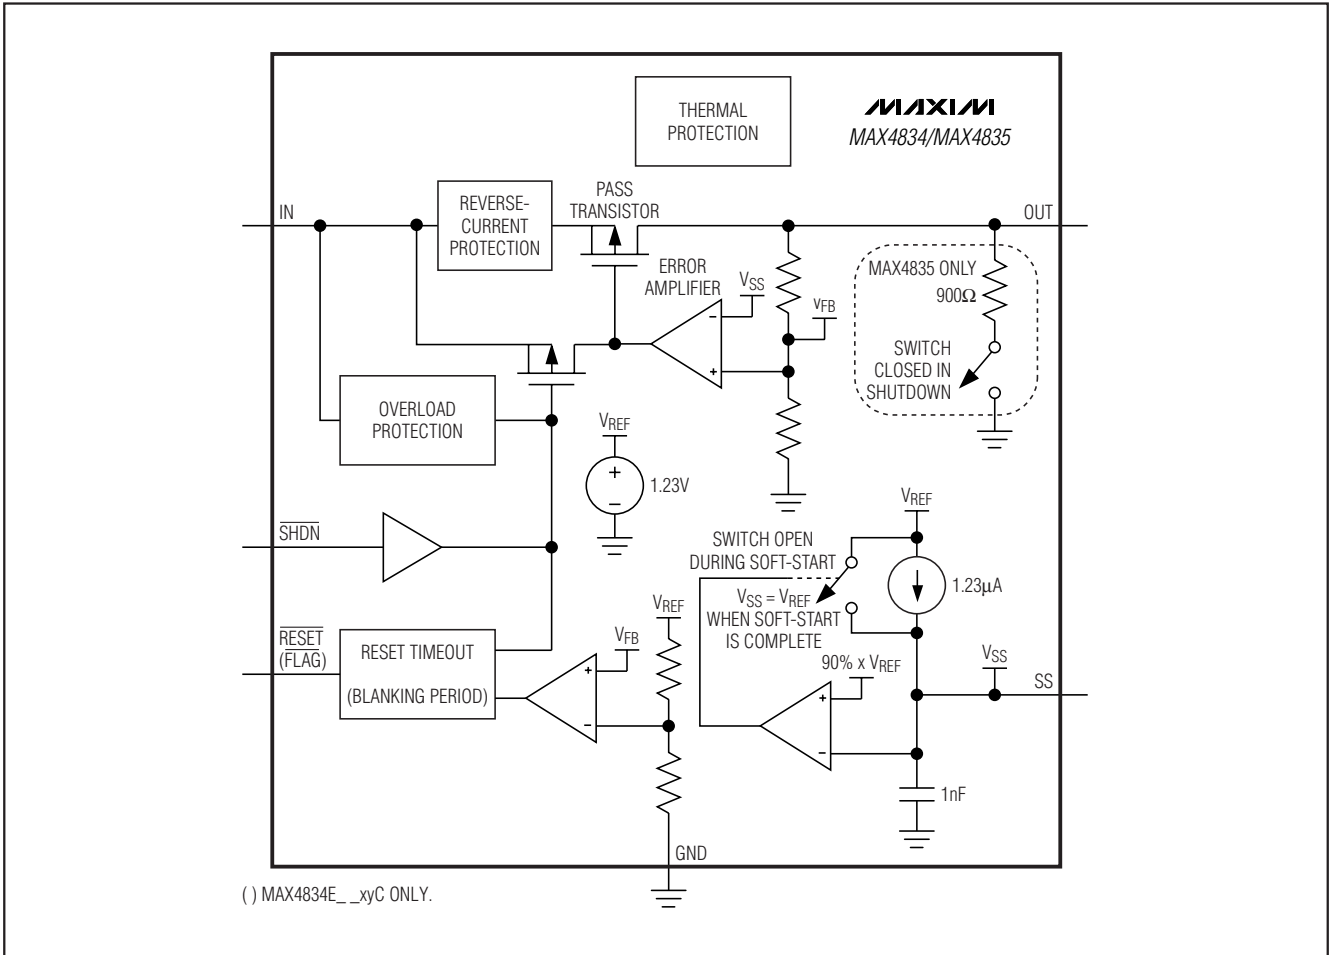 THERMAL
PROTECTION
MAXIM
MAX4834/MAX4835
IN
REVERSE-
CURRENT
PROTECTION
PASS
TRANSISTOR
OUT
ERROR
AMPLIFIER
VSS
−
+
vFB
MAX4835 ONLY
900Ω
SWITCH
CLOSED IN
SHUTDOWN
OVERLOAD
PROTECTION
VREF
+
−
1.23V
SHDN
RESET
(FLAG)
RESET TIMEOUT
(BLANKING PERIOD)
VFB
+
−
VREF
GND
VREF
SWITCH OPEN
DURING SOFT-START
VSS = VREF
WHEN SOFT-START
IS COMPLETE
1.23µA
90% x VREF
+
−
VSS
SS
1nF
( ) MAX4834E_ _xyC ONLY.